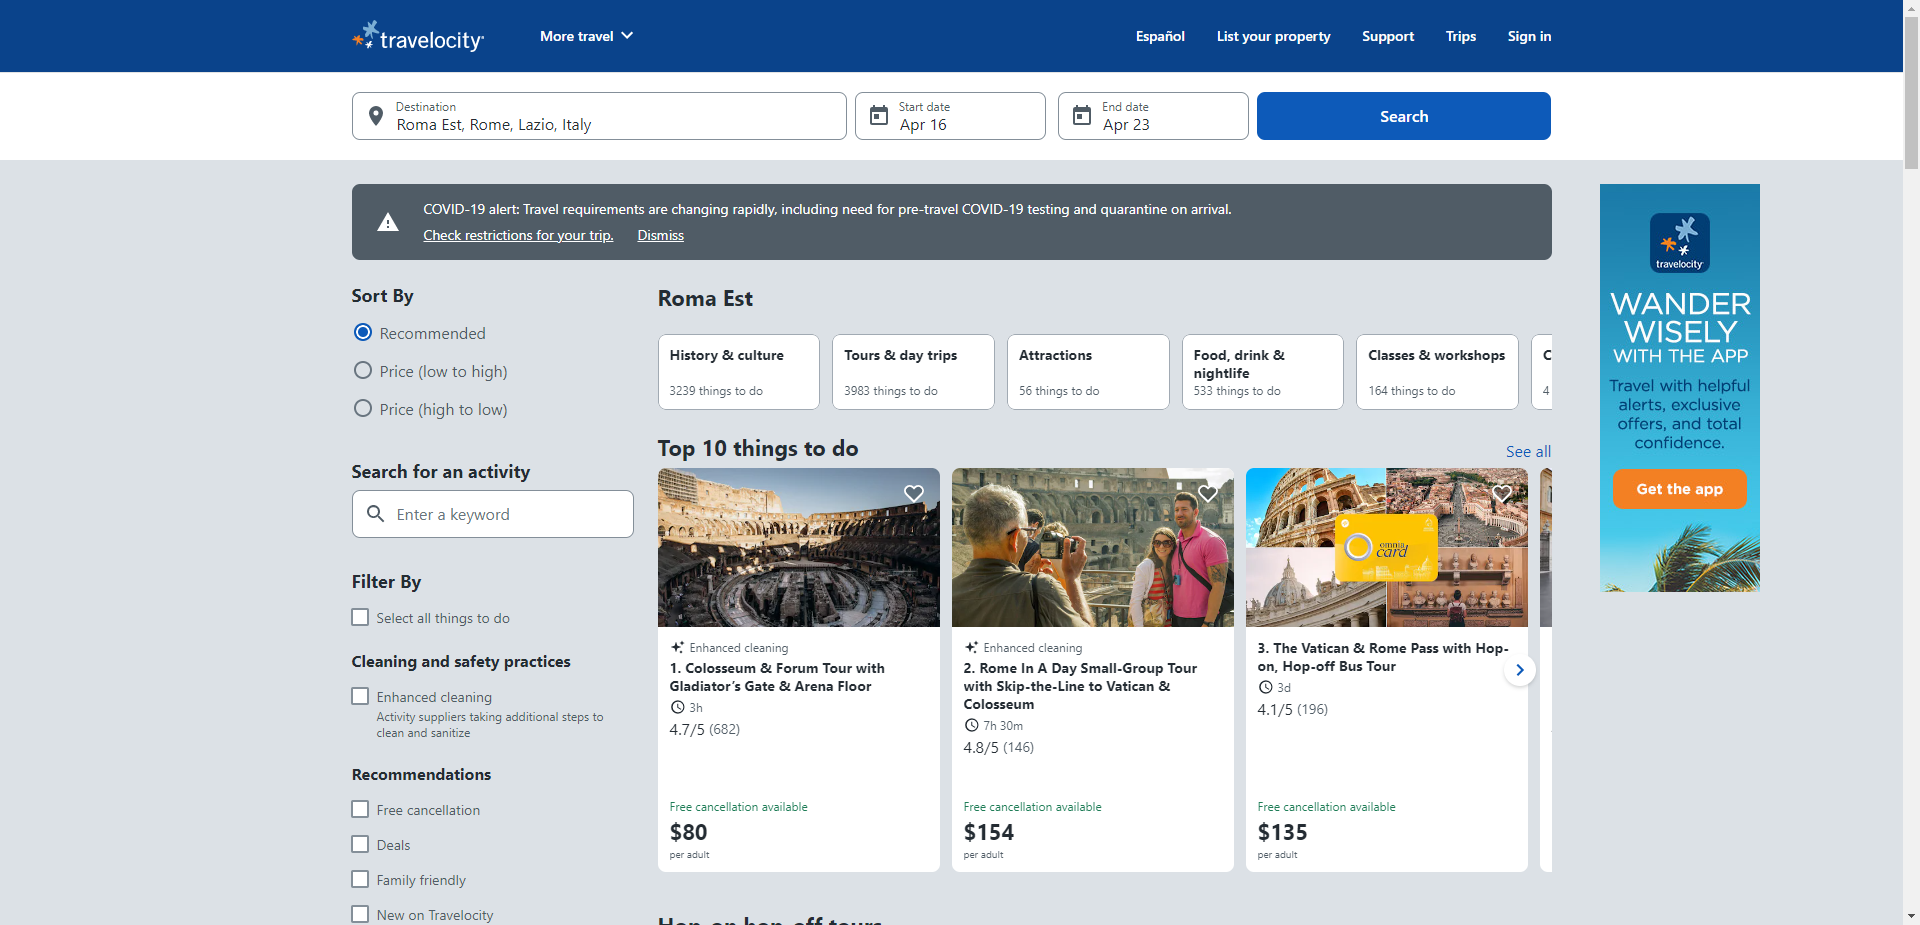 travelocity
More travel
Español
List your property
Support
Trips
Sign in
Destination
Roma Est, Rome, Lazio, Italy
Start date
Apr 16
End date
Apr 23
Search
COVID-19 alert: Travel requirements are changing rapidly, including need for pre-travel COVID-19 testing and quarantine on arrival.
Check restrictions for your trip. Dismiss
Sort By
Recommended
Price (low to high)
Price (high to low)
Search for an activity
Enter a keyword
Filter By
Select all things to do
Cleaning and safety practices
Enhanced cleaning
Activity suppliers taking additional steps to
clean and sanitize
Recommendations
Free cancellation
Deals
Family friendly
New on Travelocity
Roma Est
History & culture
3239 things to do
Tours & day trips
3983 things to do
Attractions
56 things to do
Food, drink &
nightlife
533 things to do
Classes & workshops
164 things to do
C
4
Top 10 things to do
See all
Enhanced cleaning
1. Colosseum & Forum Tour with
Gladiator's Gate & Arena Floor
3h
4.7/5 (682)
Free cancellation available
$80
per adult
Enhanced cleaning
2. Rome In A Day Small-Group Tour
with Skip-the-Line to Vatican &
Colosseum
7h 30m
4.8/5 (146)
Free cancellation available
$154
per adult
omnia
card
3. The Vatican & Rome Pass with Hop-
on, Hop-off Bus Tour
3d
4.1/5 (196)
Free cancellation available
$135
per adult
Hop-on hop-off tours
travelocity
WANDER
WISELY
WITH THE APP
Travel with helpful
alerts, exclusive
offers, and total
confidence.
Get the app